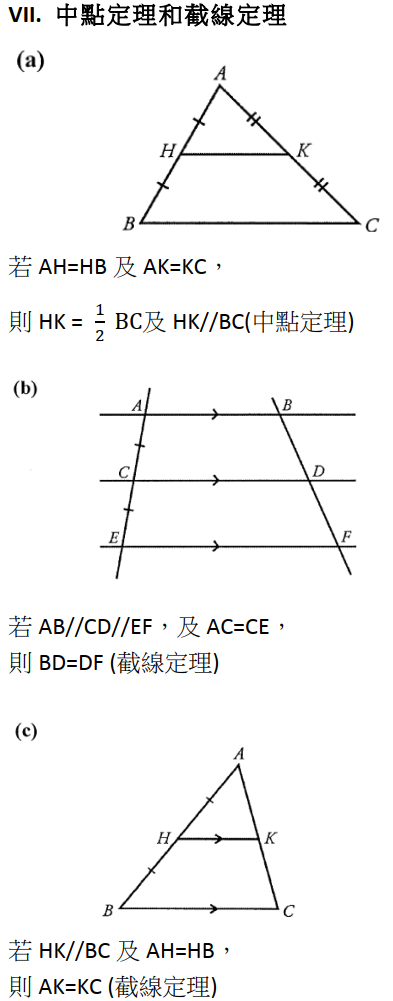 VII. 中點定理和截線定理
(a)
A
H
K
B
C
若 AH=HB 及 AK=KC，
則 HK = 1/2 BC及 HK//BC(中點定理)
(b)
A
B
C
D
E
F
若 AB//CD//EF，及 AC=CE，
則 BD=DF (截線定理)
(c)
A
H
K
B
C
若 HK//BC 及 AH=HB，
則 AK=KC (截線定理)